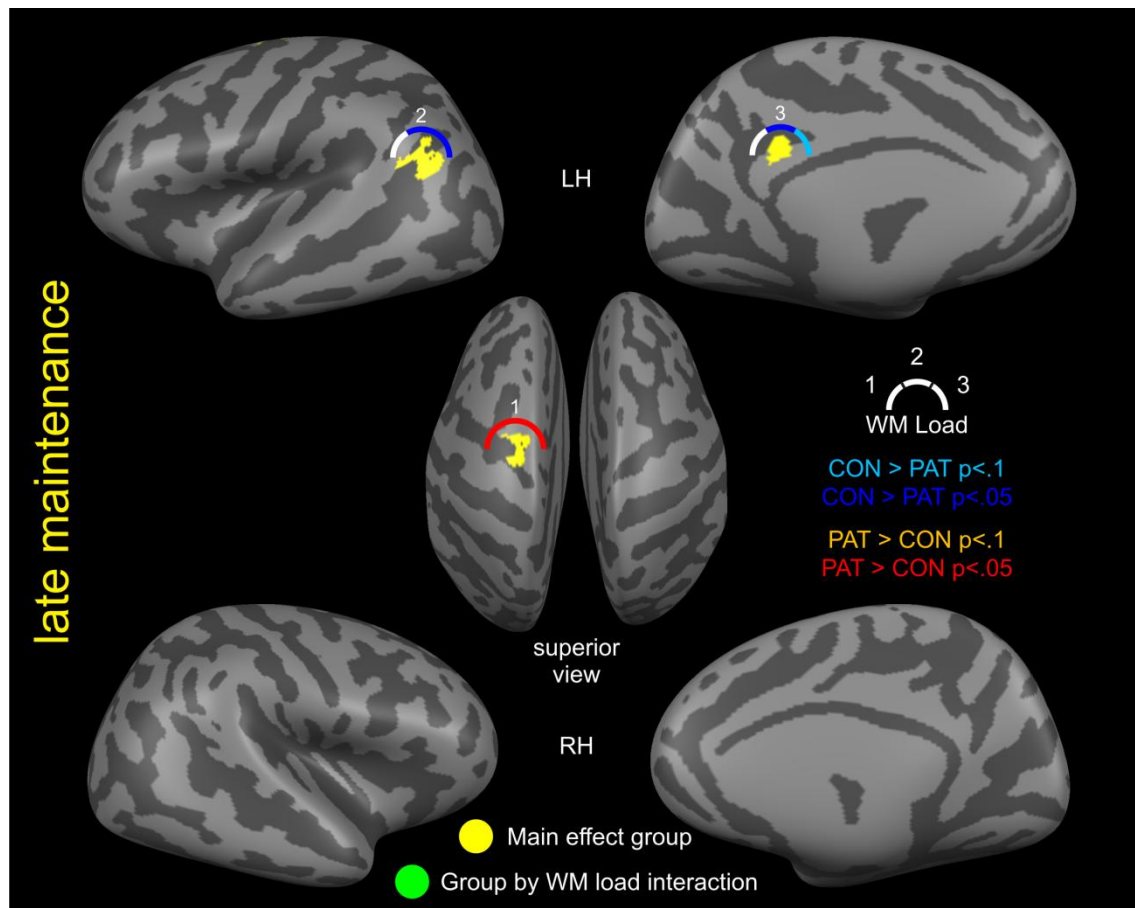 late maintenance
2
3
LH
1
2
1 3
WM Load
CON > PAT p<.1
CON > PAT p<.05
PAT > CON p<.1
PAT > CON p<.05
superior
view
RH
Main effect group
Group by WM load interaction